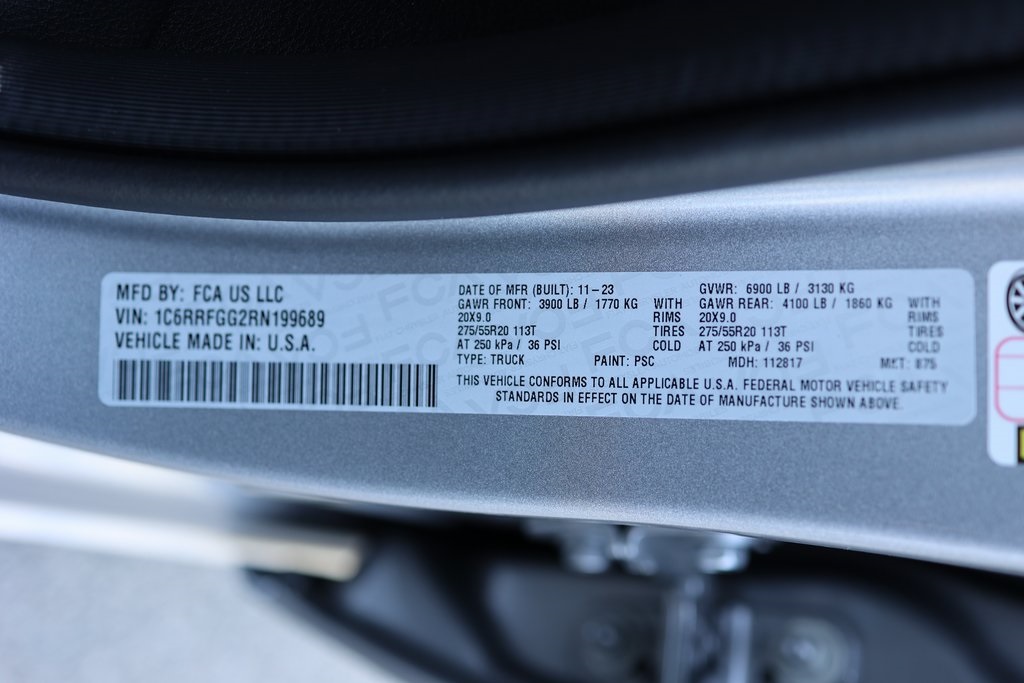 MFD BY: FCA US LLC
VIN: 1C6RRFGG2RN199689
VEHICLE MADE IN: U.S.A.
DATE OF MFR (BUILT): 11-23 GVWR: 6900 LB / 3130 KG
GAWR FRONT: 3900 LB / 1770 KG WITH GAWR REAR: 4100 LB / 1860 KG WITH
20X9.0 RIMS 20X9.0 RIMS
275/55R20 113T TIRES 275/55R20 113T TIRES
AT 250 kPa / 36 PSI COLD AT 250 kPa / 36 PSI COLD
TYPE: TRUCK PAINT: PSC MDH: 112817 MKT: 875
THIS VEHICLE CONFORMS TO ALL APPLICABLE U.S.A. FEDERAL MOTOR VEHICLE SAFETY
STANDARDS IN EFFECT ON THE DATE OF MANUFACTURE SHOWN ABOVE.